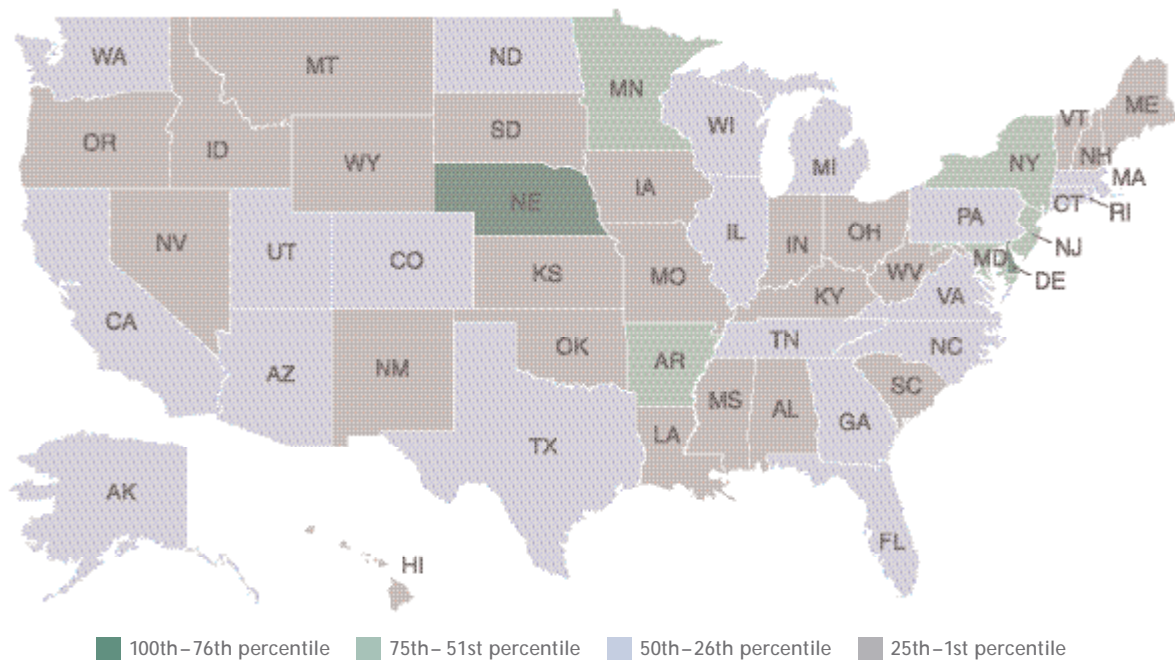 WA
MT
ND
MN
OR
ID
SD
WI
WY
MI
VT
ME
NH
NY
MA
RI
CT
NE
IA
PA
NJ
NV
UT
CO
IL
IN
OH
MD
DE
KS
MO
WV
VA
KY
CA
TN
NC
OK
AR
AZ
NM
SC
MS
AL
GA
LA
TX
AK
FL
HI
100th–76th percentile
75th–51st percentile
50th–26th percentile
25th–1st percentile